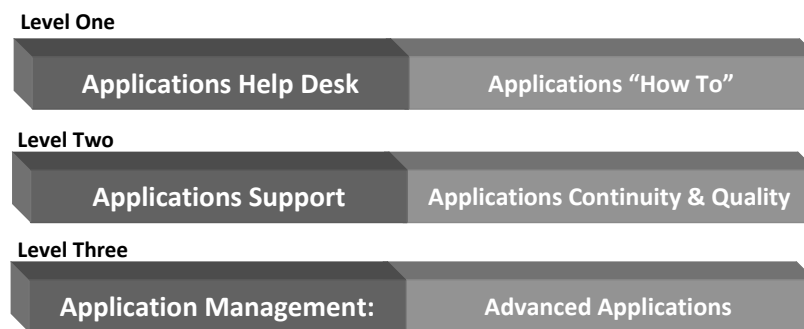 Level One
Applications Help Desk
Applications “How To”
Level Two
Applications Support
Applications Continuity & Quality
Level Three
Application Management:
Advanced Applications